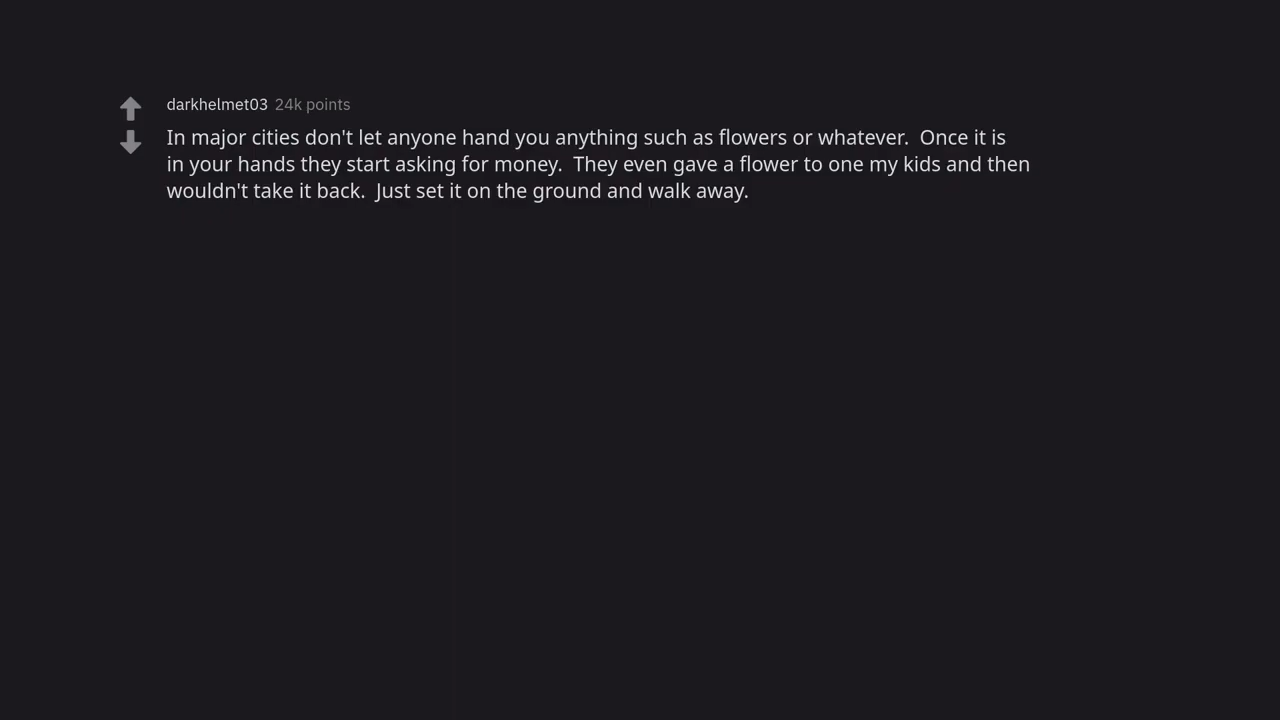 darkhelmet03 24k points
In major cities don't let anyone hand you anything such as flowers or whatever.  Once it is
in your hands they start asking for money.  They even gave a flower to one my kids and then
wouldn't take it back.  Just set it on the ground and walk away.